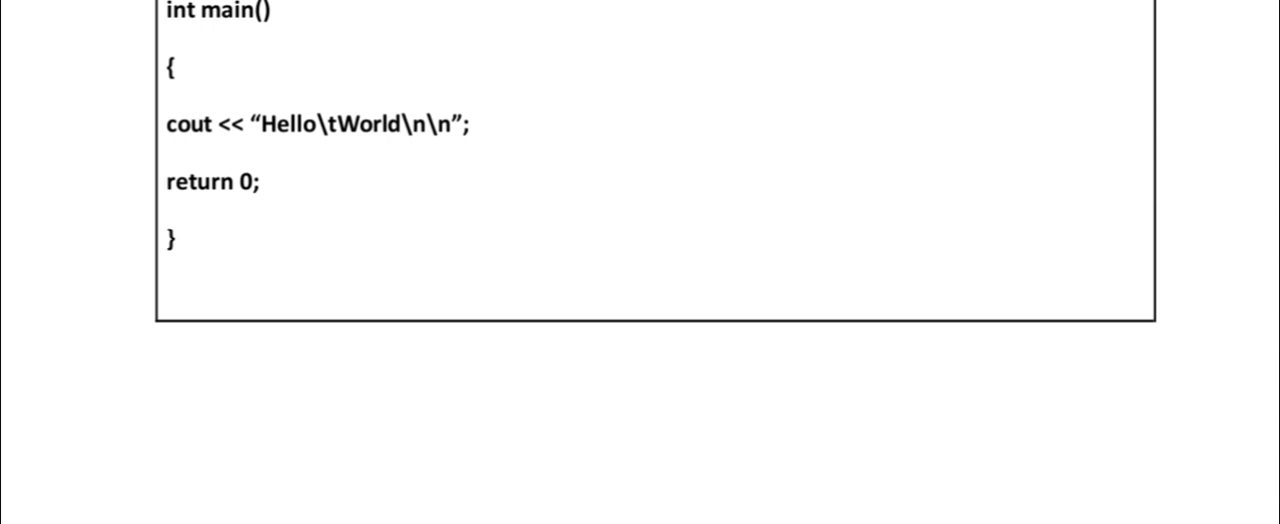 int main()
{
cout << “Hello\tWorld\n\n”;
return 0;
}